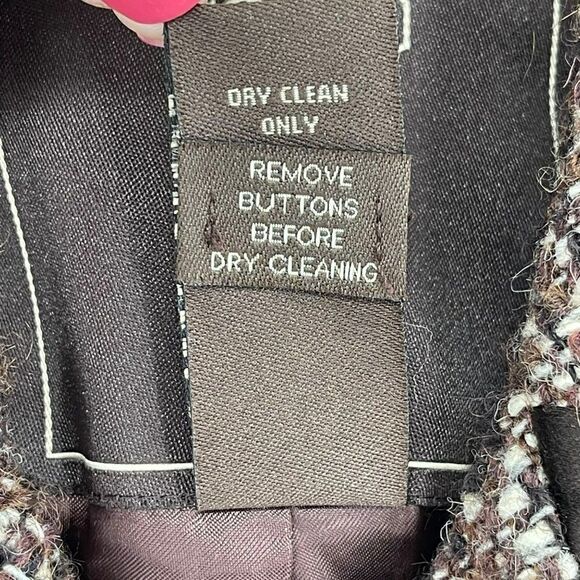 DRY CLEAN
ONLY
REMOVE
BUTTONS
BEFORE
DRY CLEANING